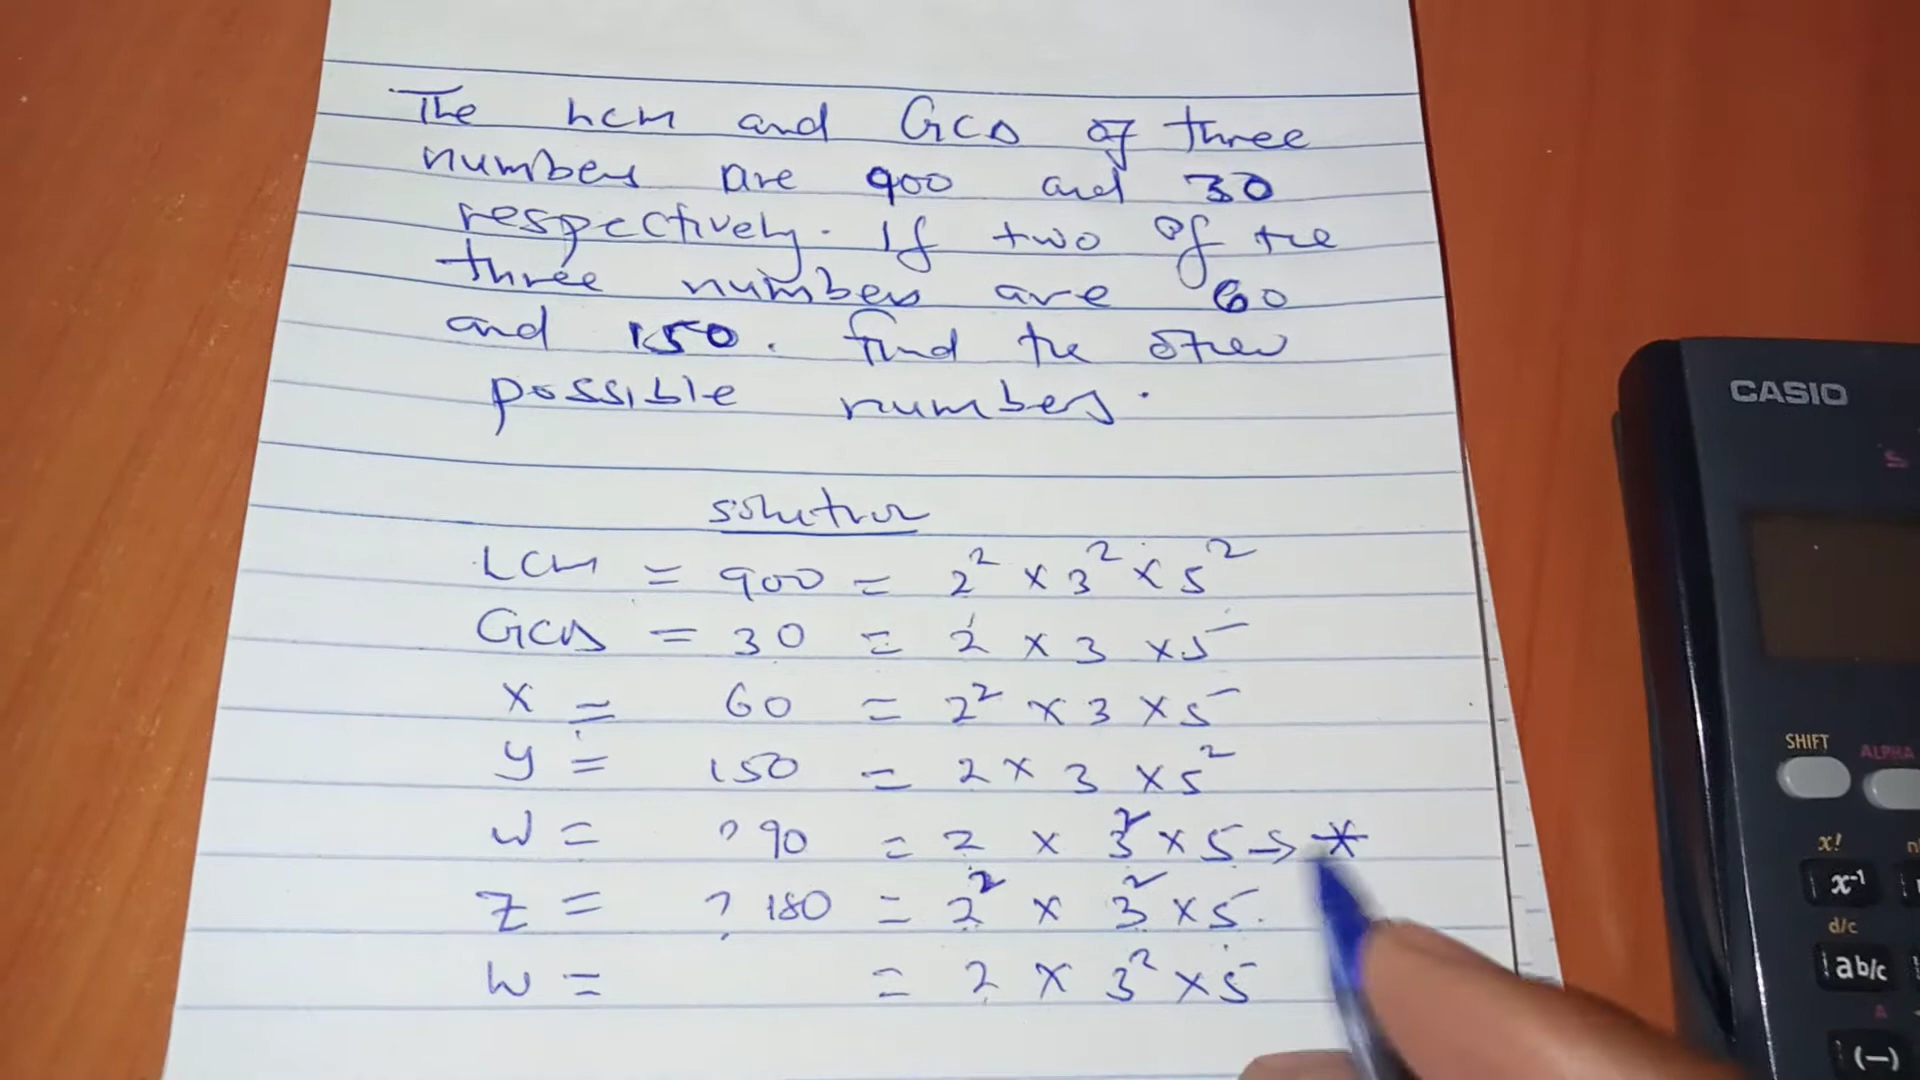 The LCM and GCD of three
numbers are 900 and 30
respectively. If two of the
three numbers are 60
and 150. find the other
possible numbers.
solution
LCM = 900 = 2² × 3² × 5²
GCD = 30 = 2 × 3 × 5
x = 60 = 2² × 3 × 5
y = 150 = 2 × 3 × 5²
W = ? 90 = 2 × 3² × 5 → *
Z = ? 180 = 2² × 3² × 5.
W = = 2 × 3² × 5
CASIO
S
SHIFT
ALPHA
x!
x⁻¹
d/c
ab/c
A
(−)